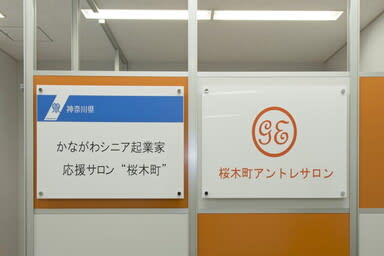 神奈川県
かながわシニア起業家
応援サロン“桜木町”
GE
桜木町アントレサロン